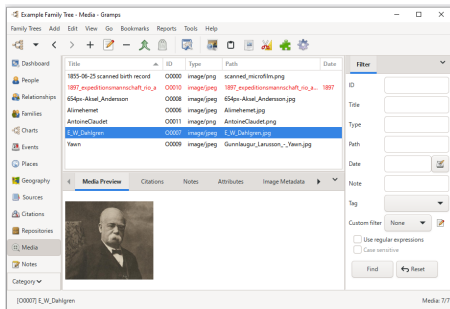 Example Family Tree - Media - Gramps
Family Trees Add Edit View Go Bookmarks Reports Tools Help
Dashboard
People
Relationships
Families
Charts
Events
Places
Geography
Sources
Citations
Repositories
Media
Notes
Category
Title ID Type Path Date
1855-06-25 scanned birth record O0000 image/png scanned_microfilm.png
1897_expeditionsmannschaft_rio_a O0010 image/jpeg 1897_expeditionsmannschaft_rio_a... 1897
654px-Aksel_Andersson O0008 image/jpeg 654px-Aksel_Andersson.jpg
Alimehemet O0006 image/jpeg Alimehemet.jpg
AntoineClaudet O0011 image/jpeg AntoineClaudet.png
E_W_Dahlgren O0007 image/jpeg E_W_Dahlgren.jpg
Yawn O0009 image/jpeg Gunnlaugur_Larusson_-_Yawn.jpg
Media Preview Citations Notes Attributes Image Metadata
Filter
ID
Title
Type
Path
Date
Note
Tag
Custom filter None
Use regular expressions
Case sensitive
Find Reset
[O0007] E_W_Dahlgren
Media: 7/7